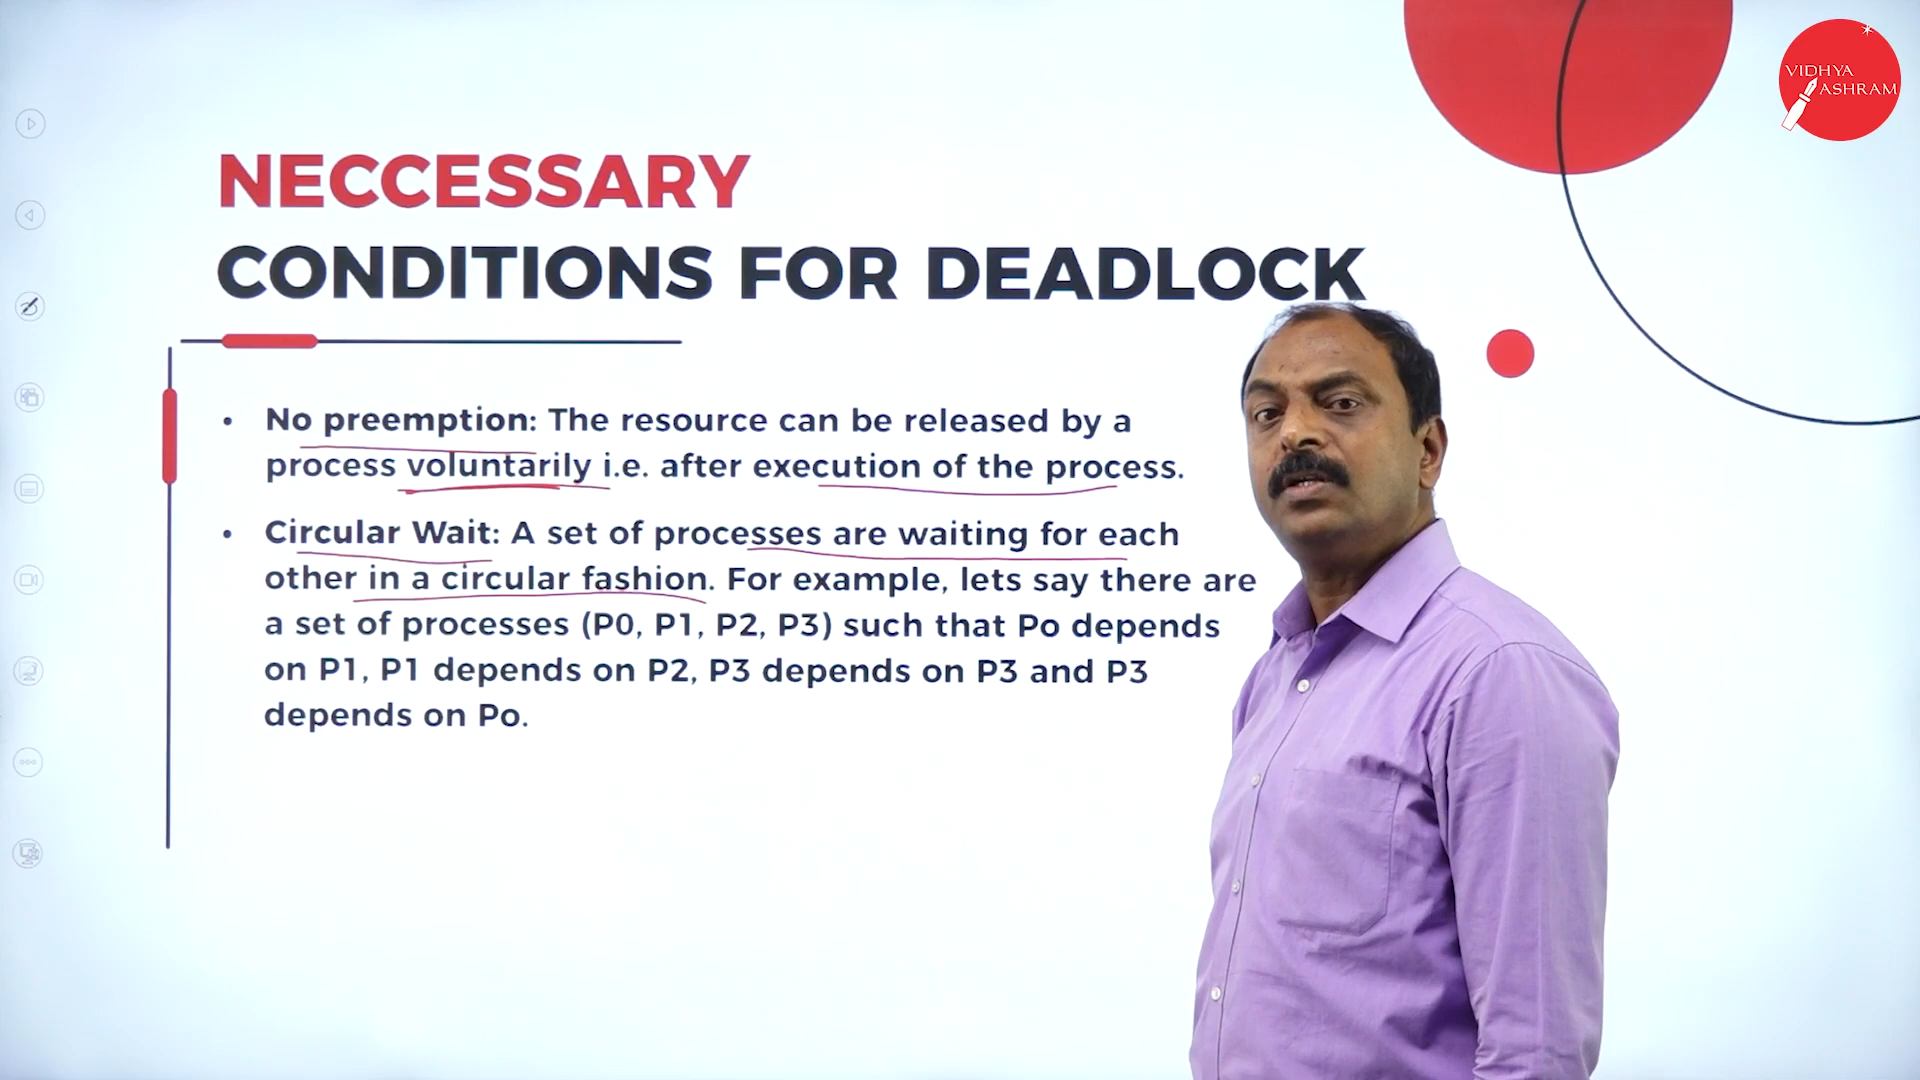 VIDHYA
ASHRAM
NECCESSARY
CONDITIONS FOR DEADLOCK
• No preemption: The resource can be released by a
process voluntarily i.e. after execution of the process.
• Circular Wait: A set of processes are waiting for each
other in a circular fashion. For example, lets say there are
a set of processes (P0, P1, P2, P3) such that Po depends
on P1, P1 depends on P2, P3 depends on P3 and P3
depends on Po.